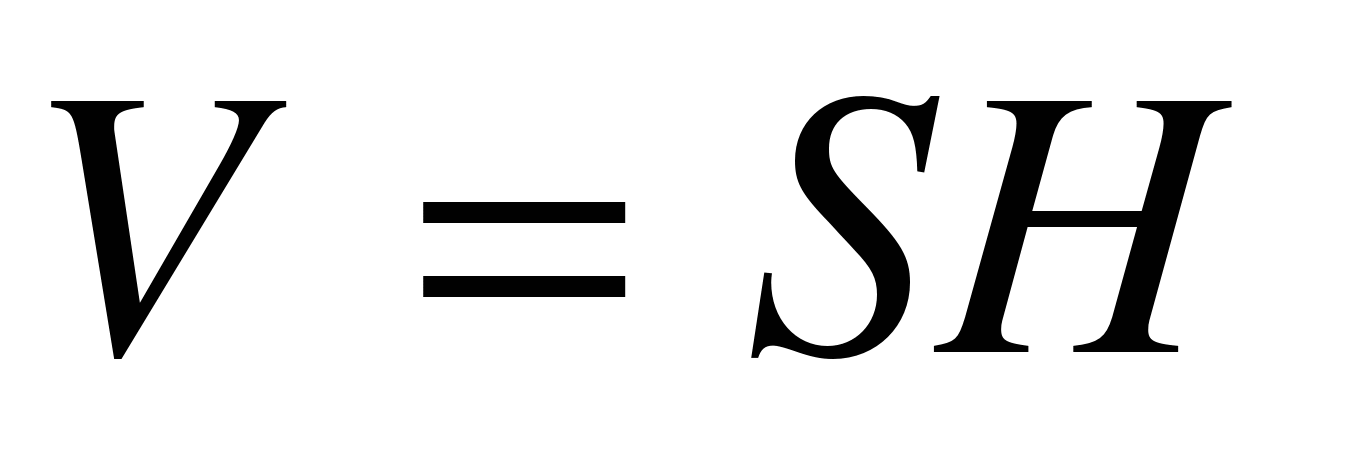 V = SH